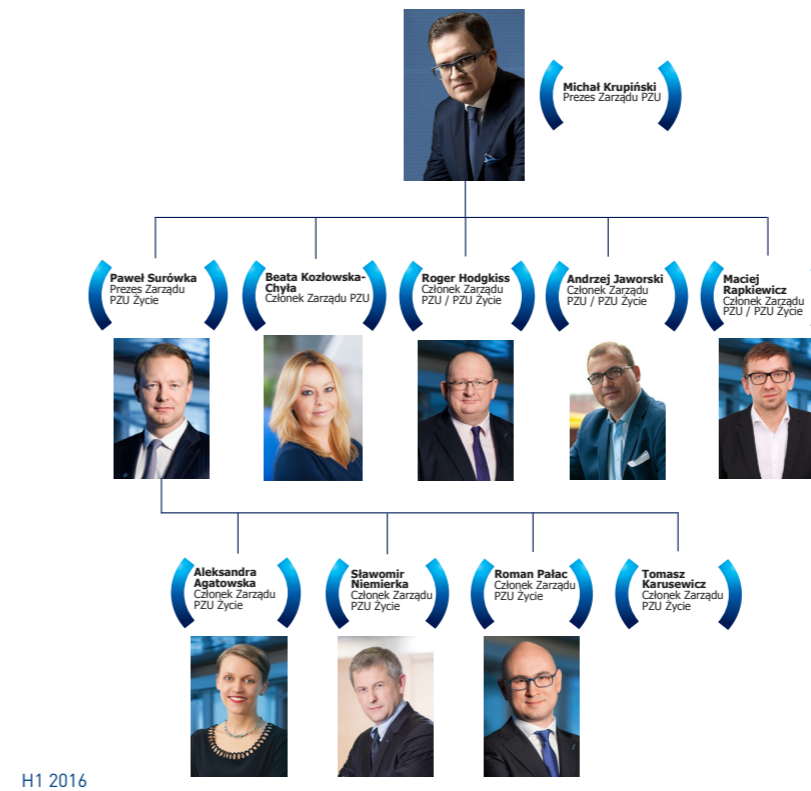 Michał Krupiński
Prezes Zarządu PZU
Paweł Surówka
Prezes Zarządu
PZU Życie
Beata Kozłowska-
Chyła
Członek Zarządu PZU
Roger Hodgkiss
Członek Zarządu
PZU / PZU Życie
Andrzej Jaworski
Członek Zarządu
PZU / PZU Życie
Maciej
Rapkiewicz
Członek Zarządu
PZU / PZU Życie
Aleksandra
Agatowska
Członek Zarządu
PZU Życie
Sławomir
Niemierka
Członek Zarządu
PZU Życie
Roman Pałac
Członek Zarządu
PZU Życie
Tomasz
Karusewicz
Członek Zarządu
PZU Życie
H1 2016